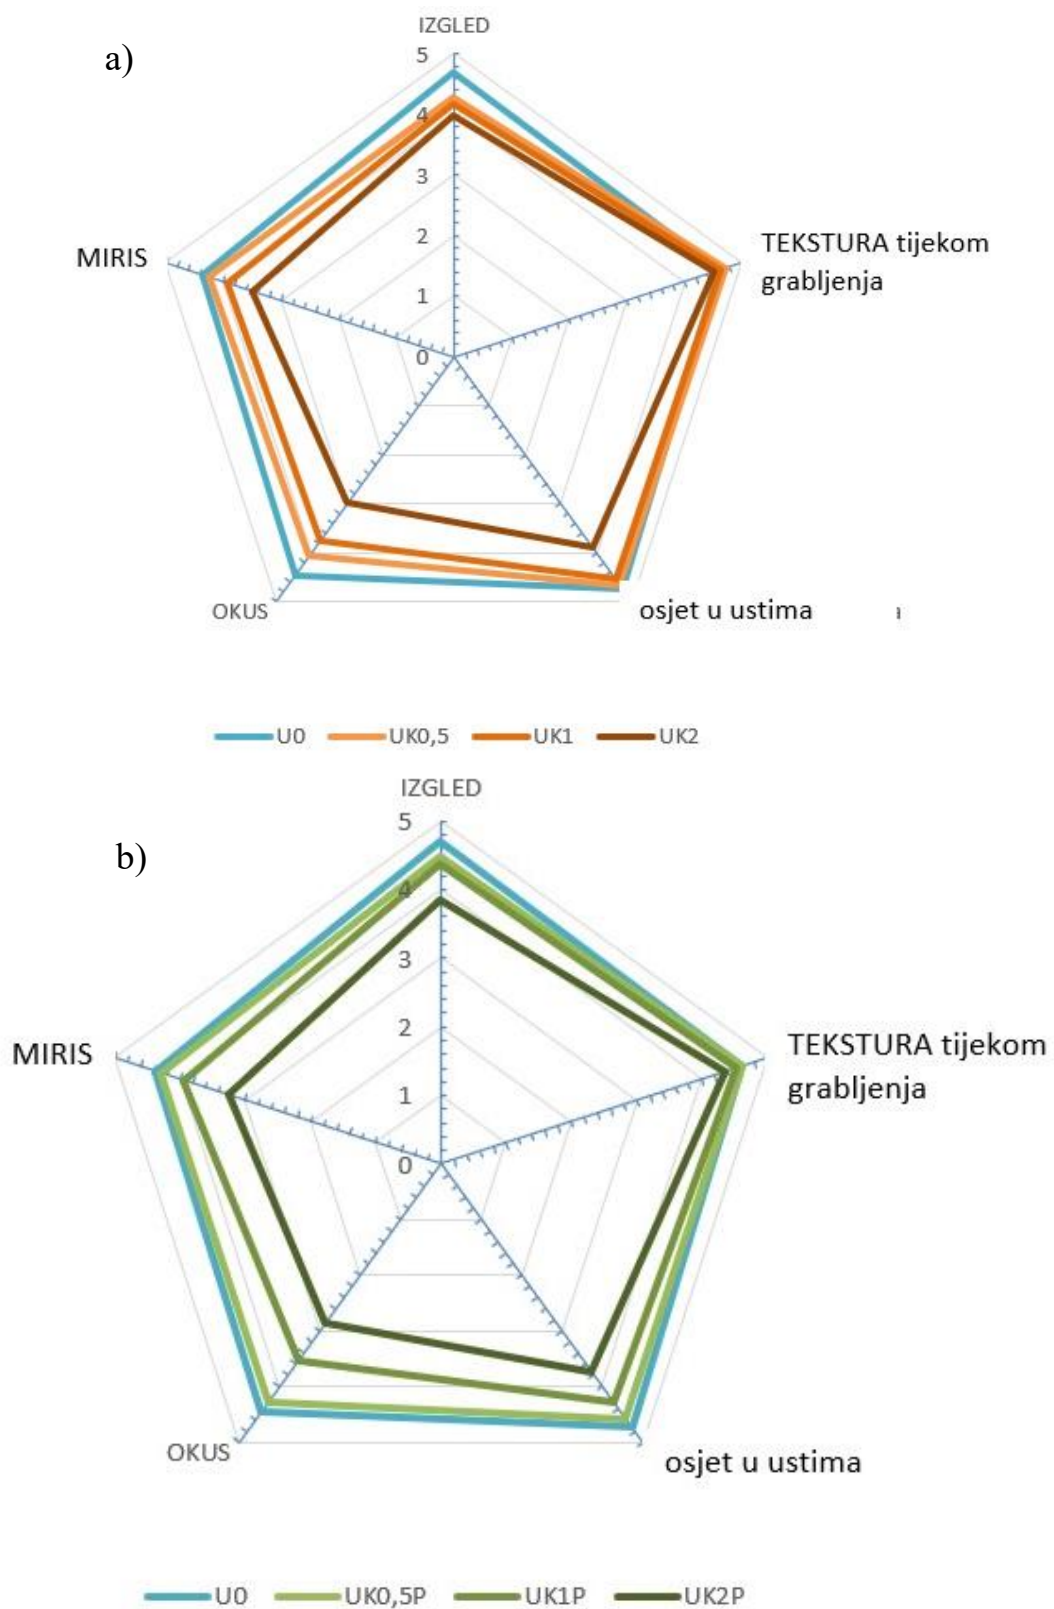 a)
IZGLED
5
4
3
2
1
0
MIRIS
TEKSTURA tijekom
grabljenja
OKUS
osjet u ustima
U0 UK0,5 UK1 UK2
b)
IZGLED
5
4
3
2
1
0
MIRIS
TEKSTURA tijekom
grabljenja
OKUS
osjet u ustima
U0 UK0,5P UK1P UK2P